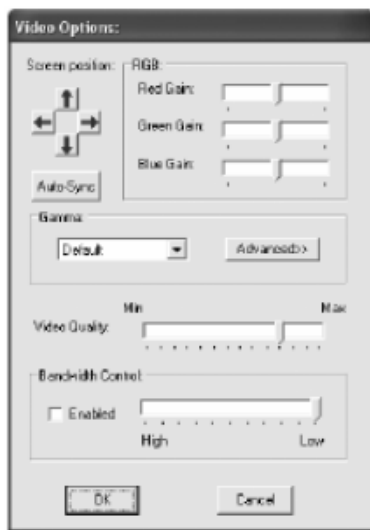 Video Options:
Screen position:
RGB:
Red Gain:
Green Gain:
Blue Gain:
Auto-Sync
Gamma:
Default
Advanced>>
Min
Max
Video Quality:
Bandwidth Control:
Enabled
High
Low
OK
Cancel